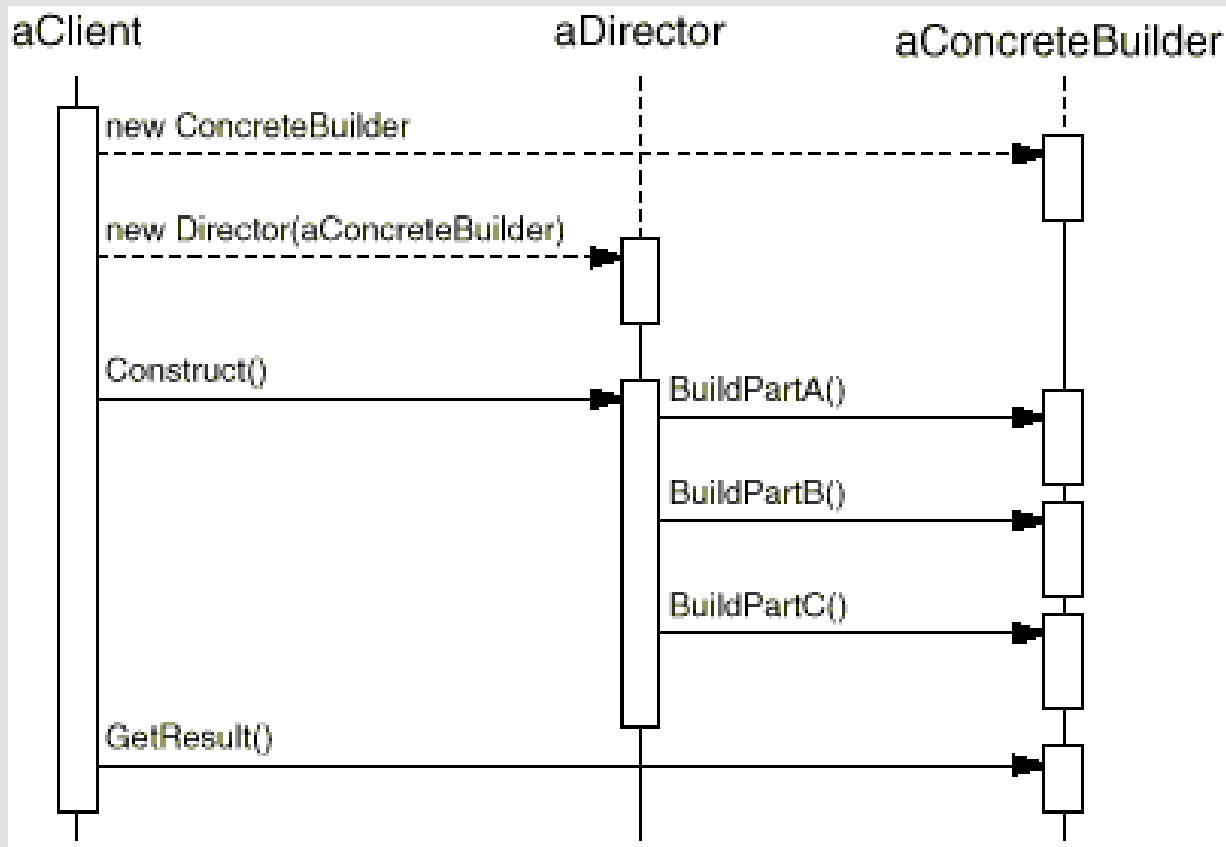 aClient
aDirector
aConcreteBuilder
new ConcreteBuilder
new Director(aConcreteBuilder)
Construct()
BuildPartA()
BuildPartB()
BuildPartC()
GetResult()